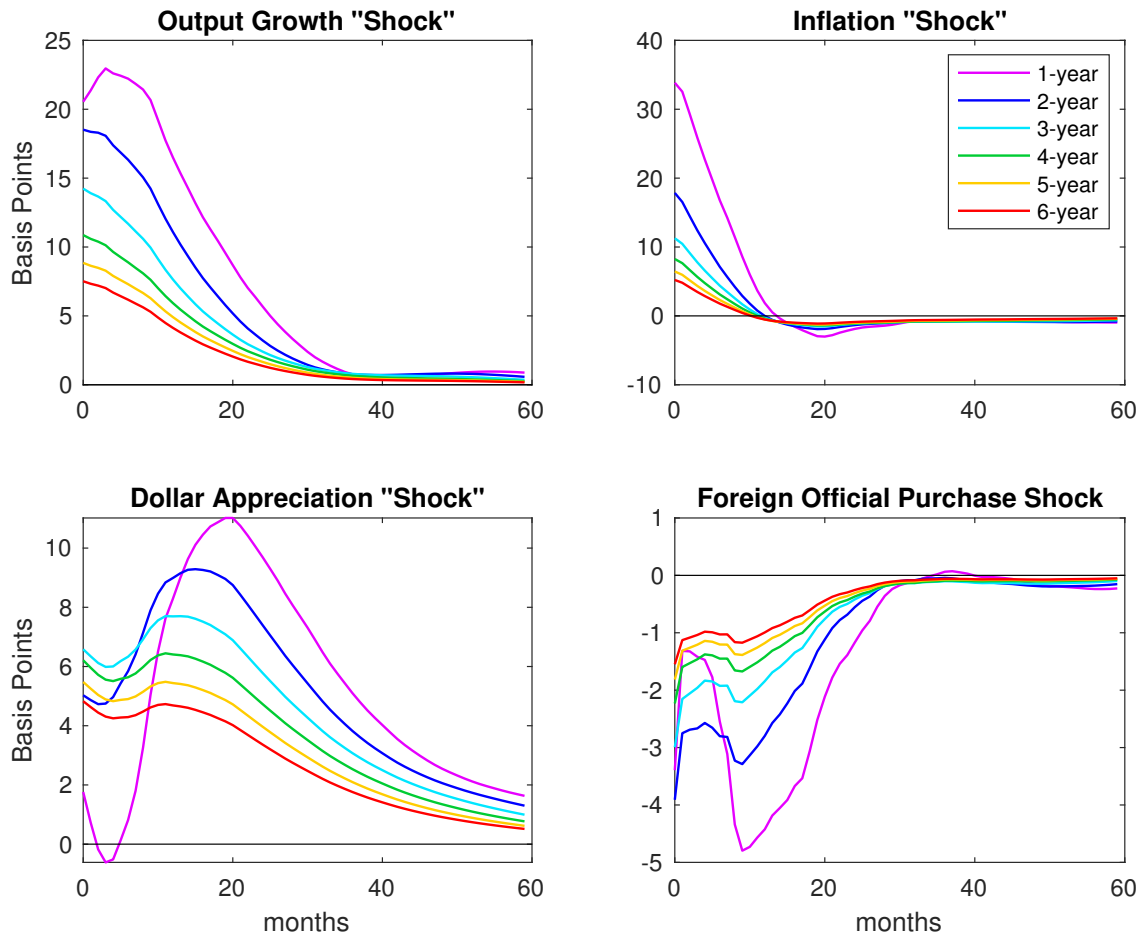 Output Growth "Shock"
25
20
15
10
5
0
0
20
40
60
Basis Points
Inflation "Shock"
40
30
20
10
0
-10
0
20
40
60
1-year
2-year
3-year
4-year
5-year
6-year
Dollar Appreciation "Shock"
10
8
6
4
2
0
0
20
40
60
Basis Points
months
Foreign Official Purchase Shock
1
0
-1
-2
-3
-4
-5
0
20
40
60
months